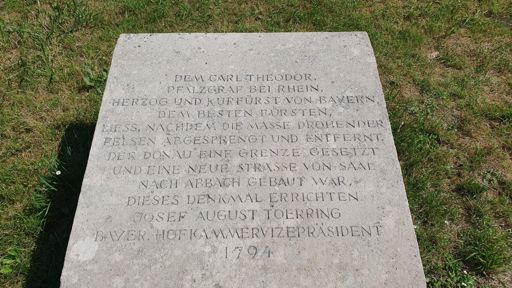 DEM CARL THEODOR,
PFALZGRAF BEI RHEIN,
HERZOG UND KURFÜRST VON BAYERN,
DEM BESTEN FÜRSTEN,
LIESS, NACHDEM DIE MASSE DROHENDER
FELSEN ABGESPRENGT UND ENTFERNT,
DER DONAU EINE GRENZE GESETZT
UND EINE NEUE STRASSE VON SAAL
NACH ABBACH GEBAUT WAR,
DIESES DENKMAL ERRICHTEN
JOSEF AUGUST TOERRING
BAYER. HOFKAMMERVIZEPRÄSIDENT
1794